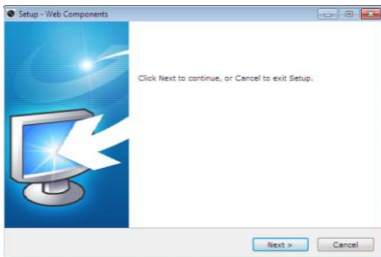 Setup - Web Components
Click Next to continue, or Cancel to exit Setup.
Next >
Cancel